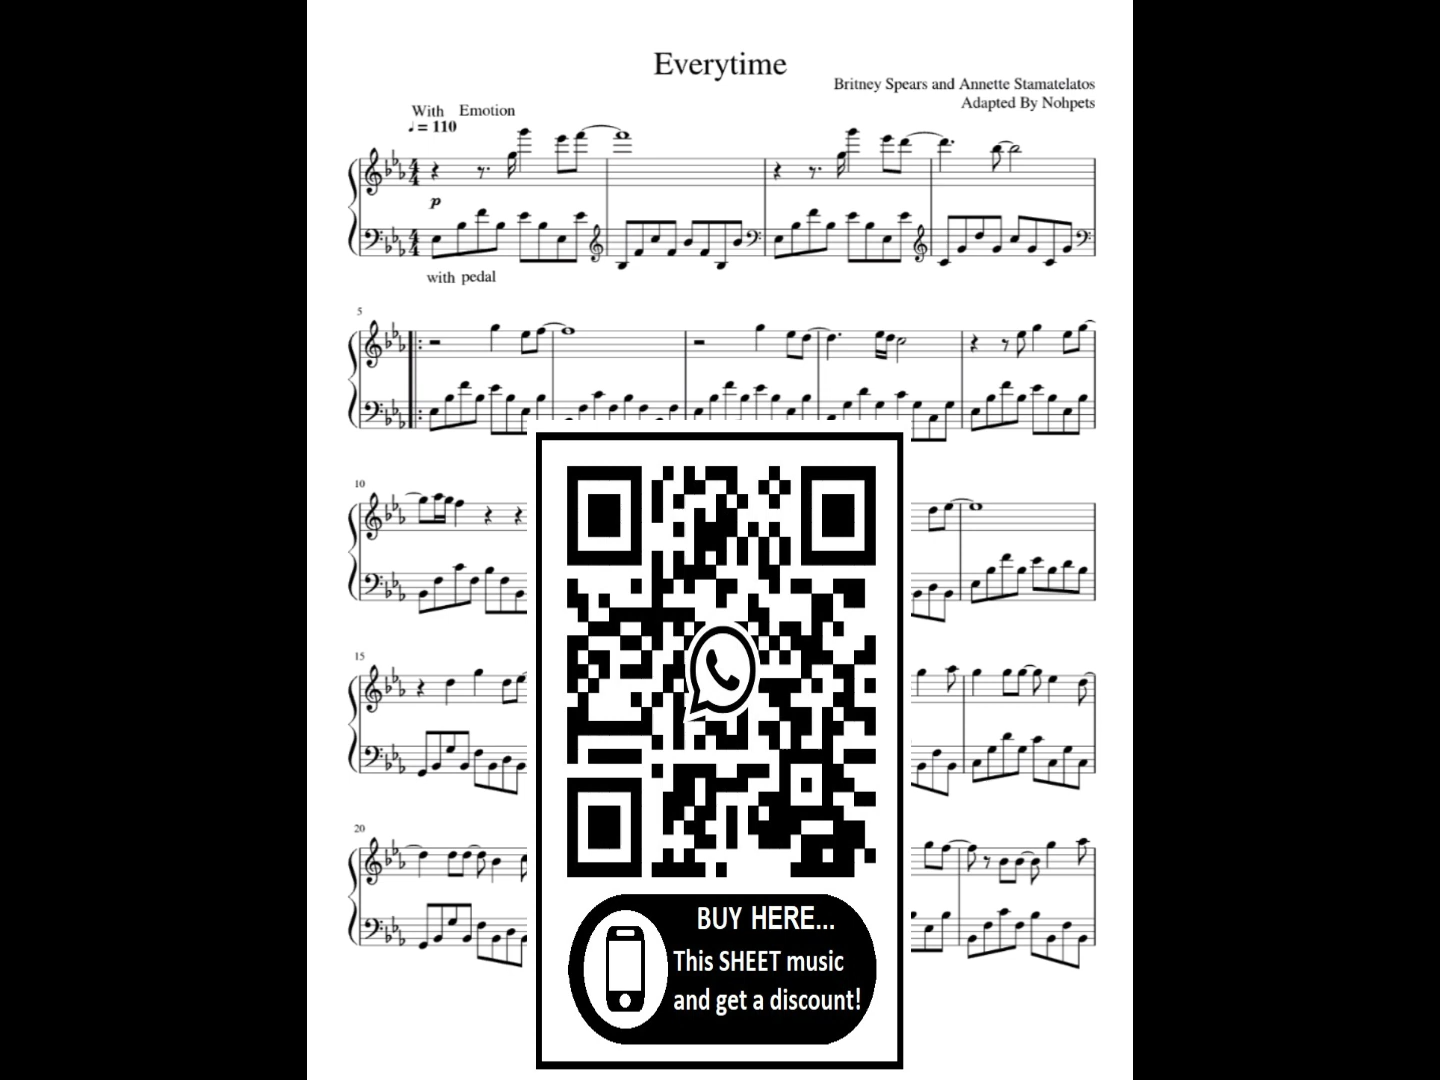 Everytime
Britney Spears and Annette Stamatelatos
Adapted By Nohpets
With Emotion
♩ = 110
p
with pedal
5
10
15
20
BUY HERE...
This SHEET music
and get a discount!